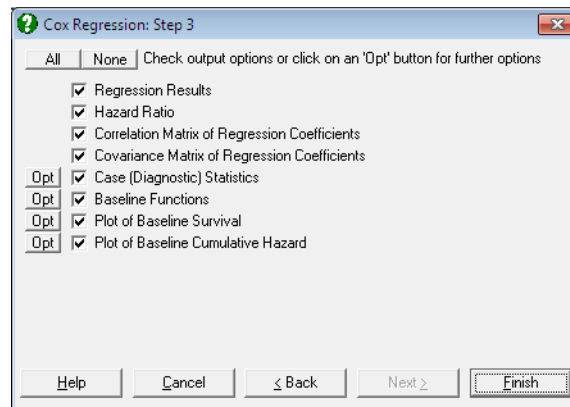 Cox Regression: Step 3
All None Check output options or click on an 'Opt' button for further options
Regression Results
Hazard Ratio
Correlation Matrix of Regression Coefficients
Covariance Matrix of Regression Coefficients
Opt Case (Diagnostic) Statistics
Opt Baseline Functions
Opt Plot of Baseline Survival
Opt Plot of Baseline Cumulative Hazard
Help Cancel < Back Next > Finish